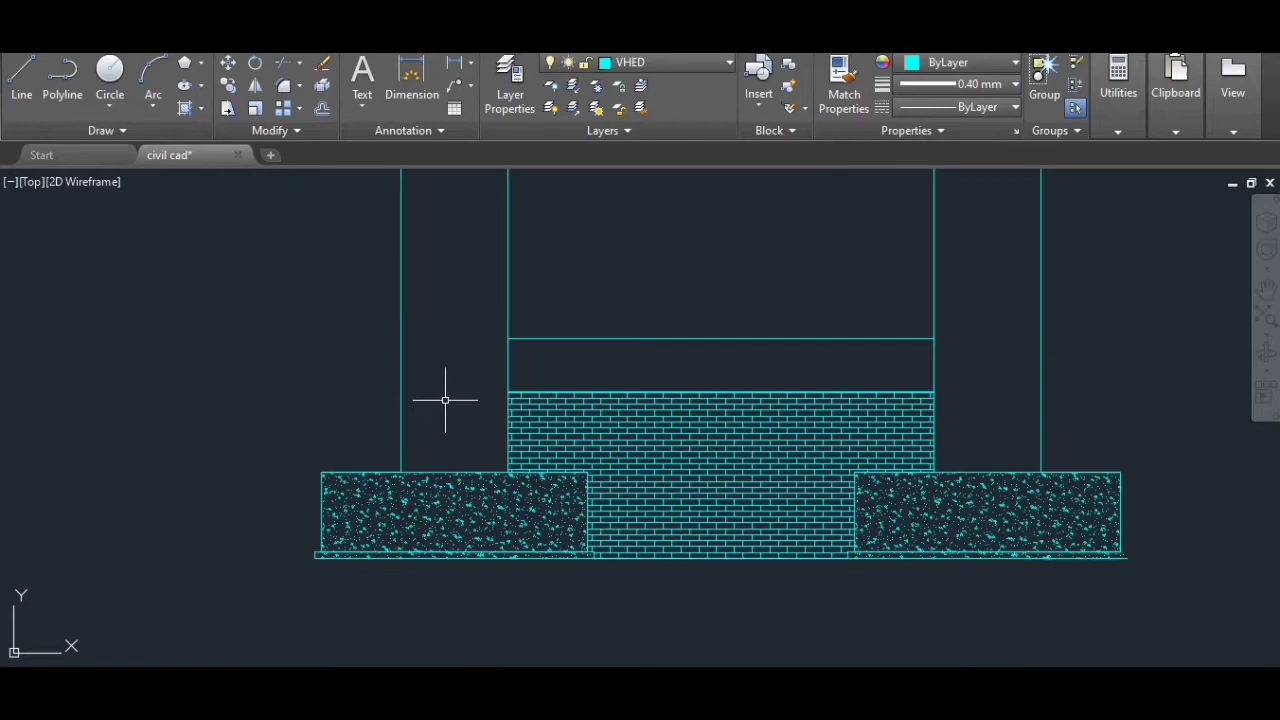 VHED
ByLayer
0.40 mm
ByLayer
Line Polyline Circle Arc
Text Dimension
Layer Properties
Insert
Match Properties
Group
Utilities Clipboard View
Draw Modify Annotation Layers Block Properties Groups
Start civil cad*
[−][Top][2D Wireframe]
Y
X